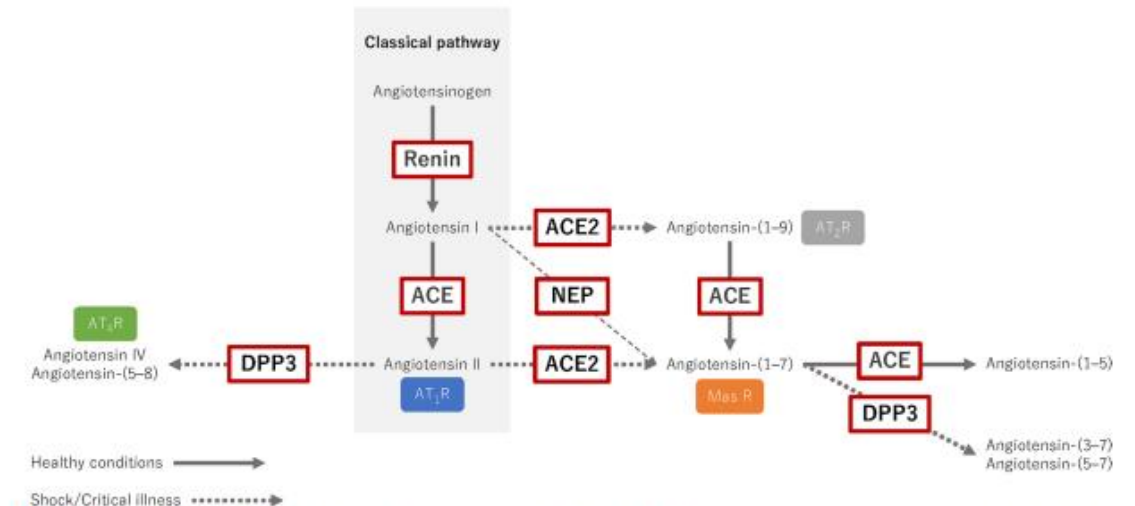 Classical pathway
Angiotensinogen
Renin
Angiotensin I
ACE2
Angiotensin-(1–9)
AT₂R
ACE
NEP
ACE
AT₄R
Angiotensin IV
Angiotensin-(5–8)
DPP3
Angiotensin II
AT₁R
ACE2
Angiotensin-(1–7)
Mas R
ACE
Angiotensin-(1–5)
DPP3
Angiotensin-(3–7)
Angiotensin-(5–7)
Healthy conditions
Shock/Critical illness